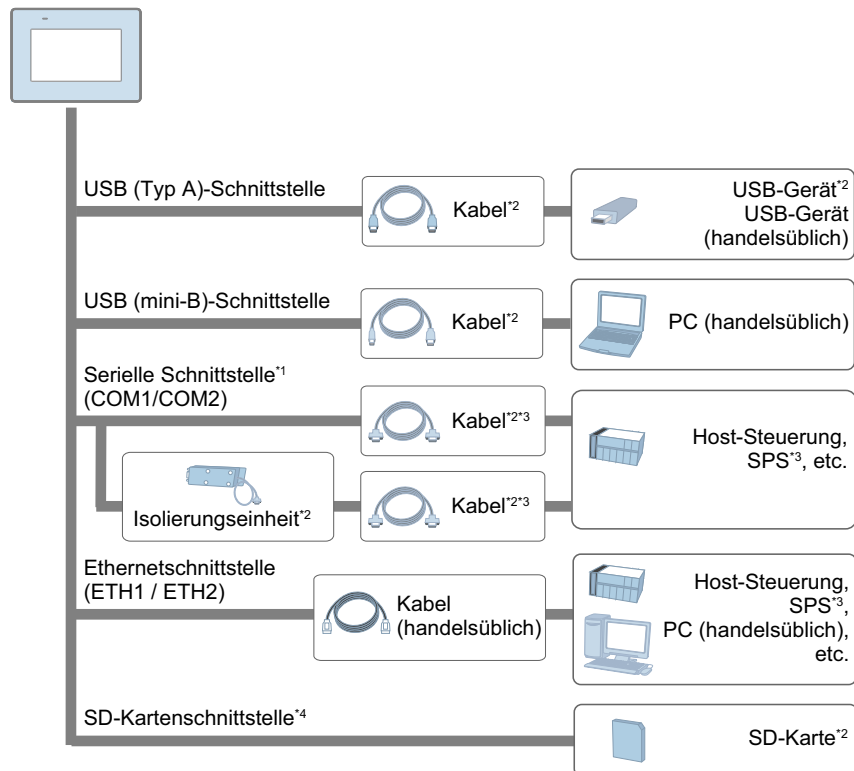 USB (Typ A)-Schnittstelle
Kabel*2
USB-Gerät*2
USB-Gerät
(handelsüblich)
USB (mini-B)-Schnittstelle
Kabel*2
PC (handelsüblich)
Serielle Schnittstelle*1
(COM1/COM2)
Kabel*2*3
Host-Steuerung,
SPS*3, etc.
Isolierungseinheit*2
Kabel*2*3
Ethernetschnittstelle
(ETH1 / ETH2)
Kabel
(handelsüblich)
Host-Steuerung,
SPS*3,
PC (handelsüblich),
etc.
SD-Kartenschnittstelle*4
SD-Karte*2